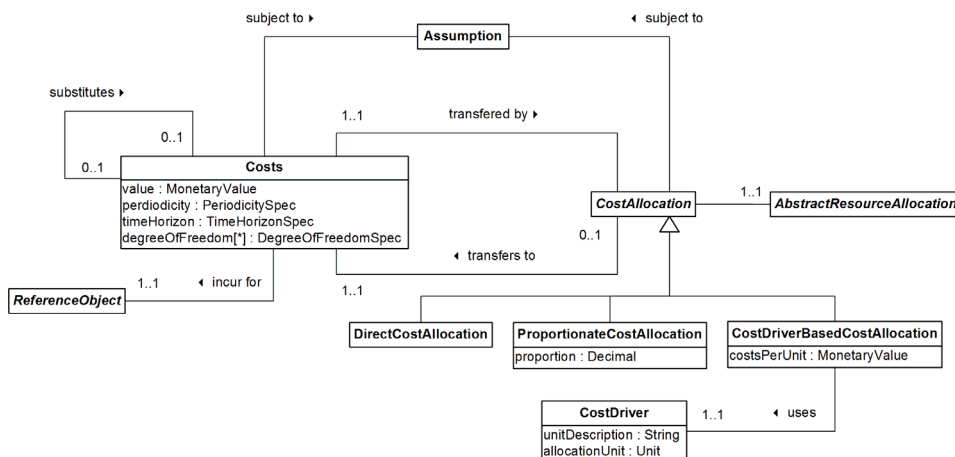 subject to ▸
◂ subject to
Assumption
substitutes ▸
1..1
transfered by ▸
0..1
0..1
Costs
value : MonetaryValue
perdiodicity : PeriodicitySpec
timeHorizon : TimeHorizonSpec
degreeOfFreedom[*] : DegreeOfFreedomSpec
CostAllocation
1..1
AbstractResourceAllocation
0..1
◂ transfers to
1..1
◂ incur for
1..1
ReferenceObject
DirectCostAllocation
ProportionateCostAllocation
proportion : Decimal
CostDriverBasedCostAllocation
costsPerUnit : MonetaryValue
CostDriver
unitDescription : String
allocationUnit : Unit
1..1
◂ uses